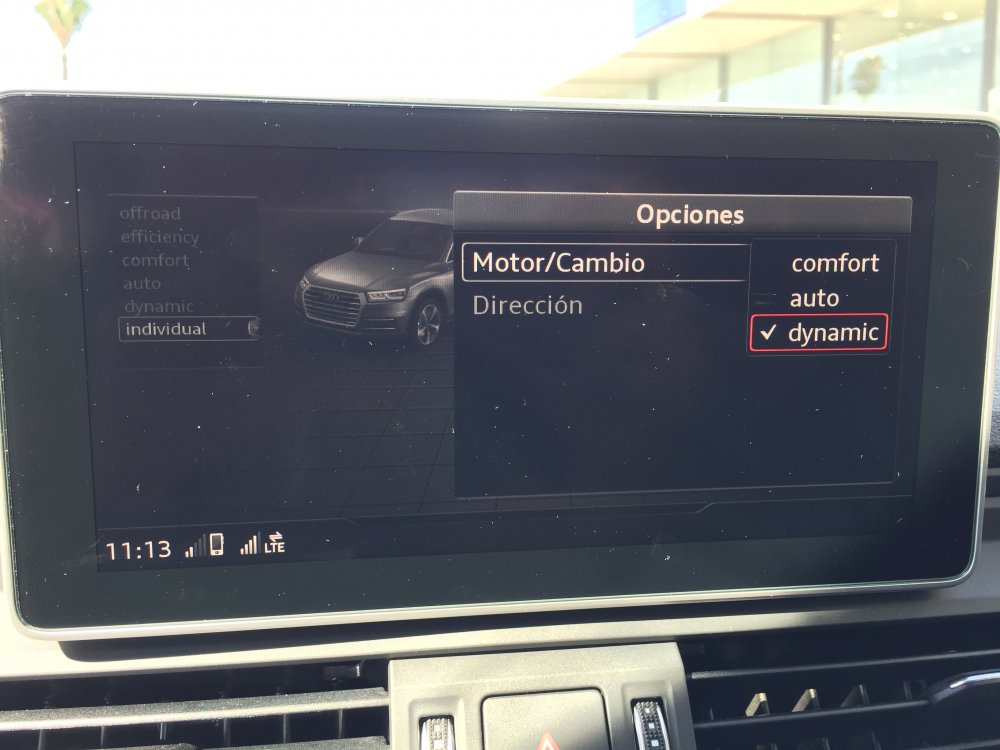 offroad
efficiency
comfort
auto
dynamic
individual
Opciones
Motor/Cambio
Dirección
comfort
auto
✓ dynamic
11:13
LTE